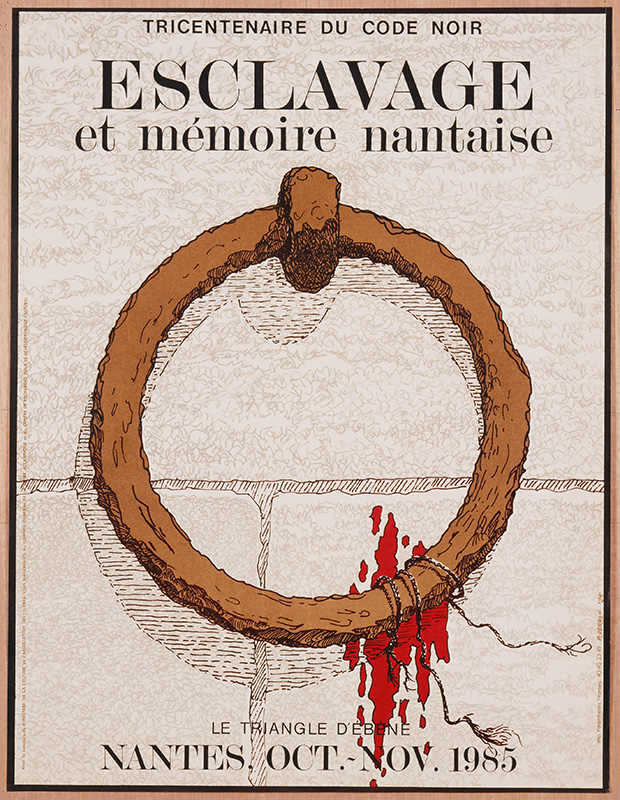 TRICENTENAIRE DU CODE NOIR
ESCLAVAGE
et mémoire nantaise
LE TRIANGLE D'ÉBÈNE
NANTES, OCT.-NOV. 1985